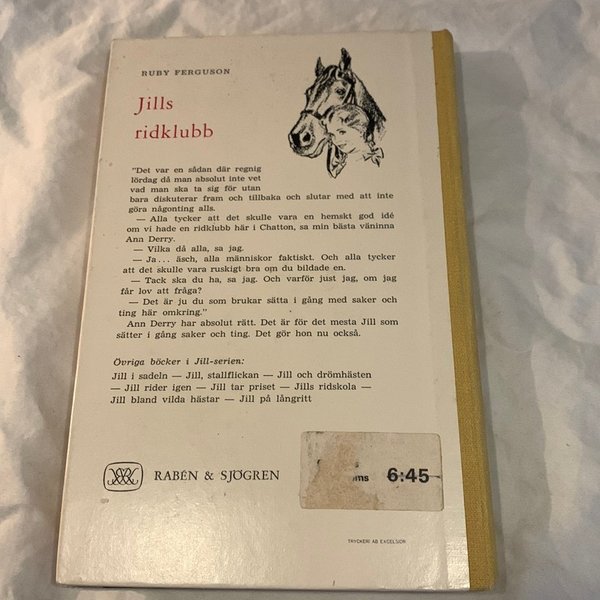 RUBY FERGUSON
Jills
ridklubb
"Det var en sådan där regnig
lördag då man absolut inte vet
vad man ska ta sig för utan
bara diskuterar fram och tillbaka och slutar med att inte
göra någonting alls.
— Alla tycker att det skulle vara en hemskt god idé
om vi hade en ridklubb här i Chatton, sa min bästa väninna
Ann Derry.
— Vilka då alla, sa jag.
— Ja... äsch, alla människor faktiskt. Och alla tycker
att det skulle vara ruskigt bra om du bildade en.
— Tack ska du ha, sa jag. Och varför just jag, om jag
får lov att fråga?
— Det är ju du som brukar sätta i gång med saker och
ting här omkring."
Ann Derry har absolut rätt. Det är för det mesta Jill som
sätter i gång saker och ting. Det gör hon nu också.
Övriga böcker i Jill-serien:
Jill i sadeln — Jill, stallflickan — Jill och drömhästen
— Jill rider igen — Jill tar priset — Jills ridskola —
Jill bland vilda hästar — Jill på långritt
RABÉN & SJÖGREN
6:45
TRYCKERI AB EXCELSIOR